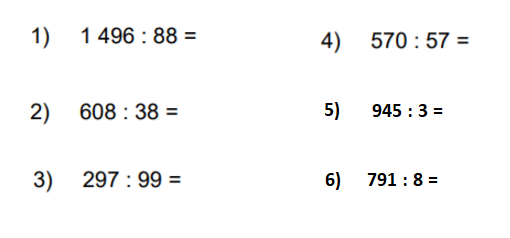 1) 1 496 : 88 =
2) 608 : 38 =
3) 297 : 99 =
4) 570 : 57 =
5) 945 : 3 =
6) 791 : 8 =